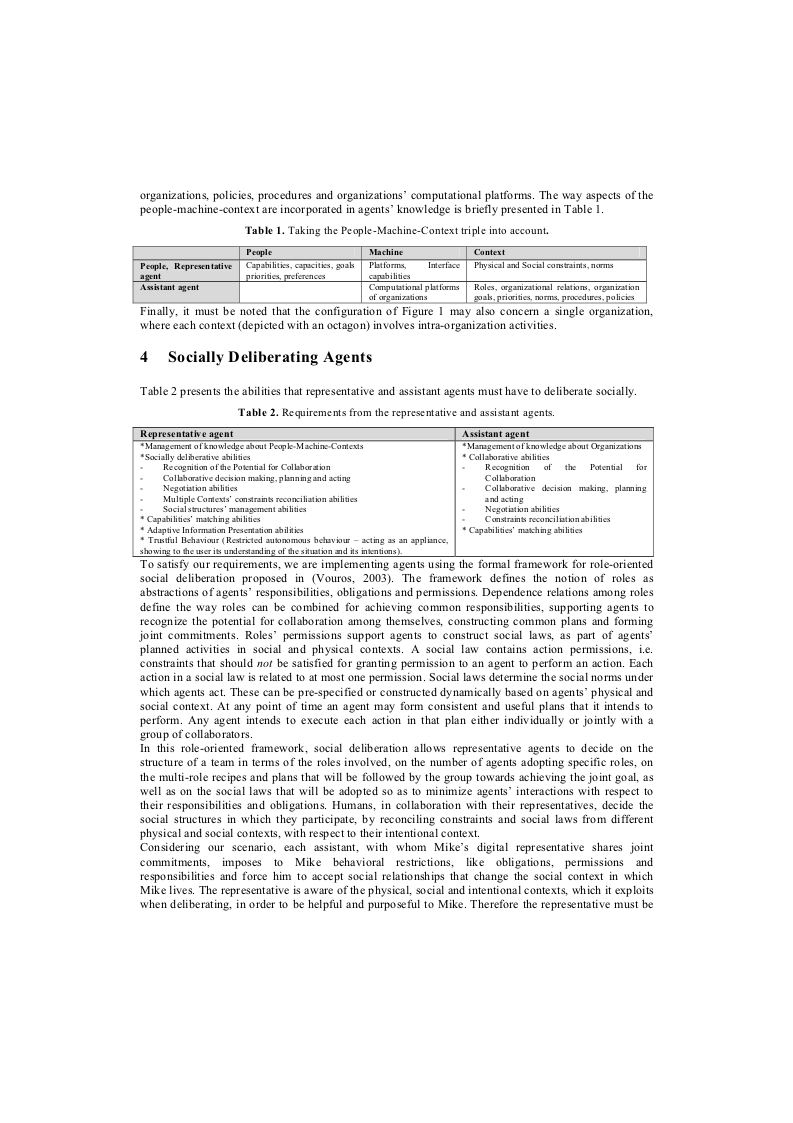 organizations, policies, procedures and organizations' computational platforms. The way aspects of the
people-machine-context are incorporated in agents' knowledge is briefly presented in Table 1.
Table 1. Taking the People-Machine-Context triple into account.
People Machine Context
People, Representative agent Capabilities, capacities, goals priorities, preferences Platforms, Interface capabilities Physical and Social constraints, norms
Assistant agent Computational platforms of organizations Roles, organizational relations, organization goals, priorities, norms, procedures, policies
Finally, it must be noted that the configuration of Figure 1 may also concern a single organization,
where each context (depicted with an octagon) involves intra-organization activities.
4 Socially Deliberating Agents
Table 2 presents the abilities that representative and assistant agents must have to deliberate socially.
Table 2. Requirements from the representative and assistant agents.
Representative agent
*Management of knowledge about People-Machine-Contexts
*Socially deliberative abilities
- Recognition of the Potential for Collaboration
- Collaborative decision making, planning and acting
- Negotiation abilities
- Multiple Contexts' constraints reconciliation abilities
- Social structures' management abilities
* Capabilities' matching abilities
* Adaptive Information Presentation abilities
* Trustful Behaviour (Restricted autonomous behaviour – acting as an appliance,
showing to the user its understanding of the situation and its intentions).
Assistant agent
*Management of knowledge about Organizations
* Collaborative abilities
- Recognition of the Potential for
Collaboration
- Collaborative decision making, planning
and acting
- Negotiation abilities
- Constraints reconciliation abilities
* Capabilities' matching abilities
To satisfy our requirements, we are implementing agents using the formal framework for role-oriented
social deliberation proposed in (Vouros, 2003). The framework defines the notion of roles as
abstractions of agents' responsibilities, obligations and permissions. Dependence relations among roles
define the way roles can be combined for achieving common responsibilities, supporting agents to
recognize the potential for collaboration among themselves, constructing common plans and forming
joint commitments. Roles' permissions support agents to construct social laws, as part of agents'
planned activities in social and physical contexts. A social law contains action permissions, i.e.
constraints that should not be satisfied for granting permission to an agent to perform an action. Each
action in a social law is related to at most one permission. Social laws determine the social norms under
which agents act. These can be pre-specified or constructed dynamically based on agents' physical and
social context. At any point of time an agent may form consistent and useful plans that it intends to
perform. Any agent intends to execute each action in that plan either individually or jointly with a
group of collaborators.
In this role-oriented framework, social deliberation allows representative agents to decide on the
structure of a team in terms of the roles involved, on the number of agents adopting specific roles, on
the multi-role recipes and plans that will be followed by the group towards achieving the joint goal, as
well as on the social laws that will be adopted so as to minimize agents' interactions with respect to
their responsibilities and obligations. Humans, in collaboration with their representatives, decide the
social structures in which they participate, by reconciling constraints and social laws from different
physical and social contexts, with respect to their intentional context.
Considering our scenario, each assistant, with whom Mike's digital representative shares joint
commitments, imposes to Mike behavioral restrictions, like obligations, permissions and
responsibilities and force him to accept social relationships that change the social context in which
Mike lives. The representative is aware of the physical, social and intentional contexts, which it exploits
when deliberating, in order to be helpful and purposeful to Mike. Therefore the representative must be